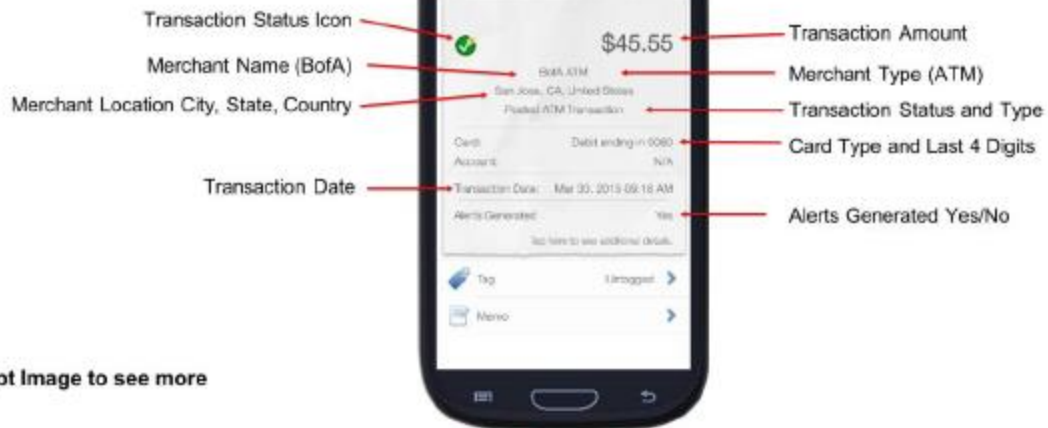 Transaction Status Icon
Merchant Name (BofA)
Merchant Location City, State, Country
Transaction Date
$45.55
BofA ATM
San Jose, CA, United States
Posted ATM Transaction
Card: Debit ending in
Account: N/A
Transaction Date: Mar 30, 2015 09:18 AM
Alerts Generated Yes
Tap here to see additional details.
Tag Untagged
Memo
Transaction Amount
Merchant Type (ATM)
Transaction Status and Type
Card Type and Last 4 Digits
Alerts Generated Yes/No
pt Image to see more